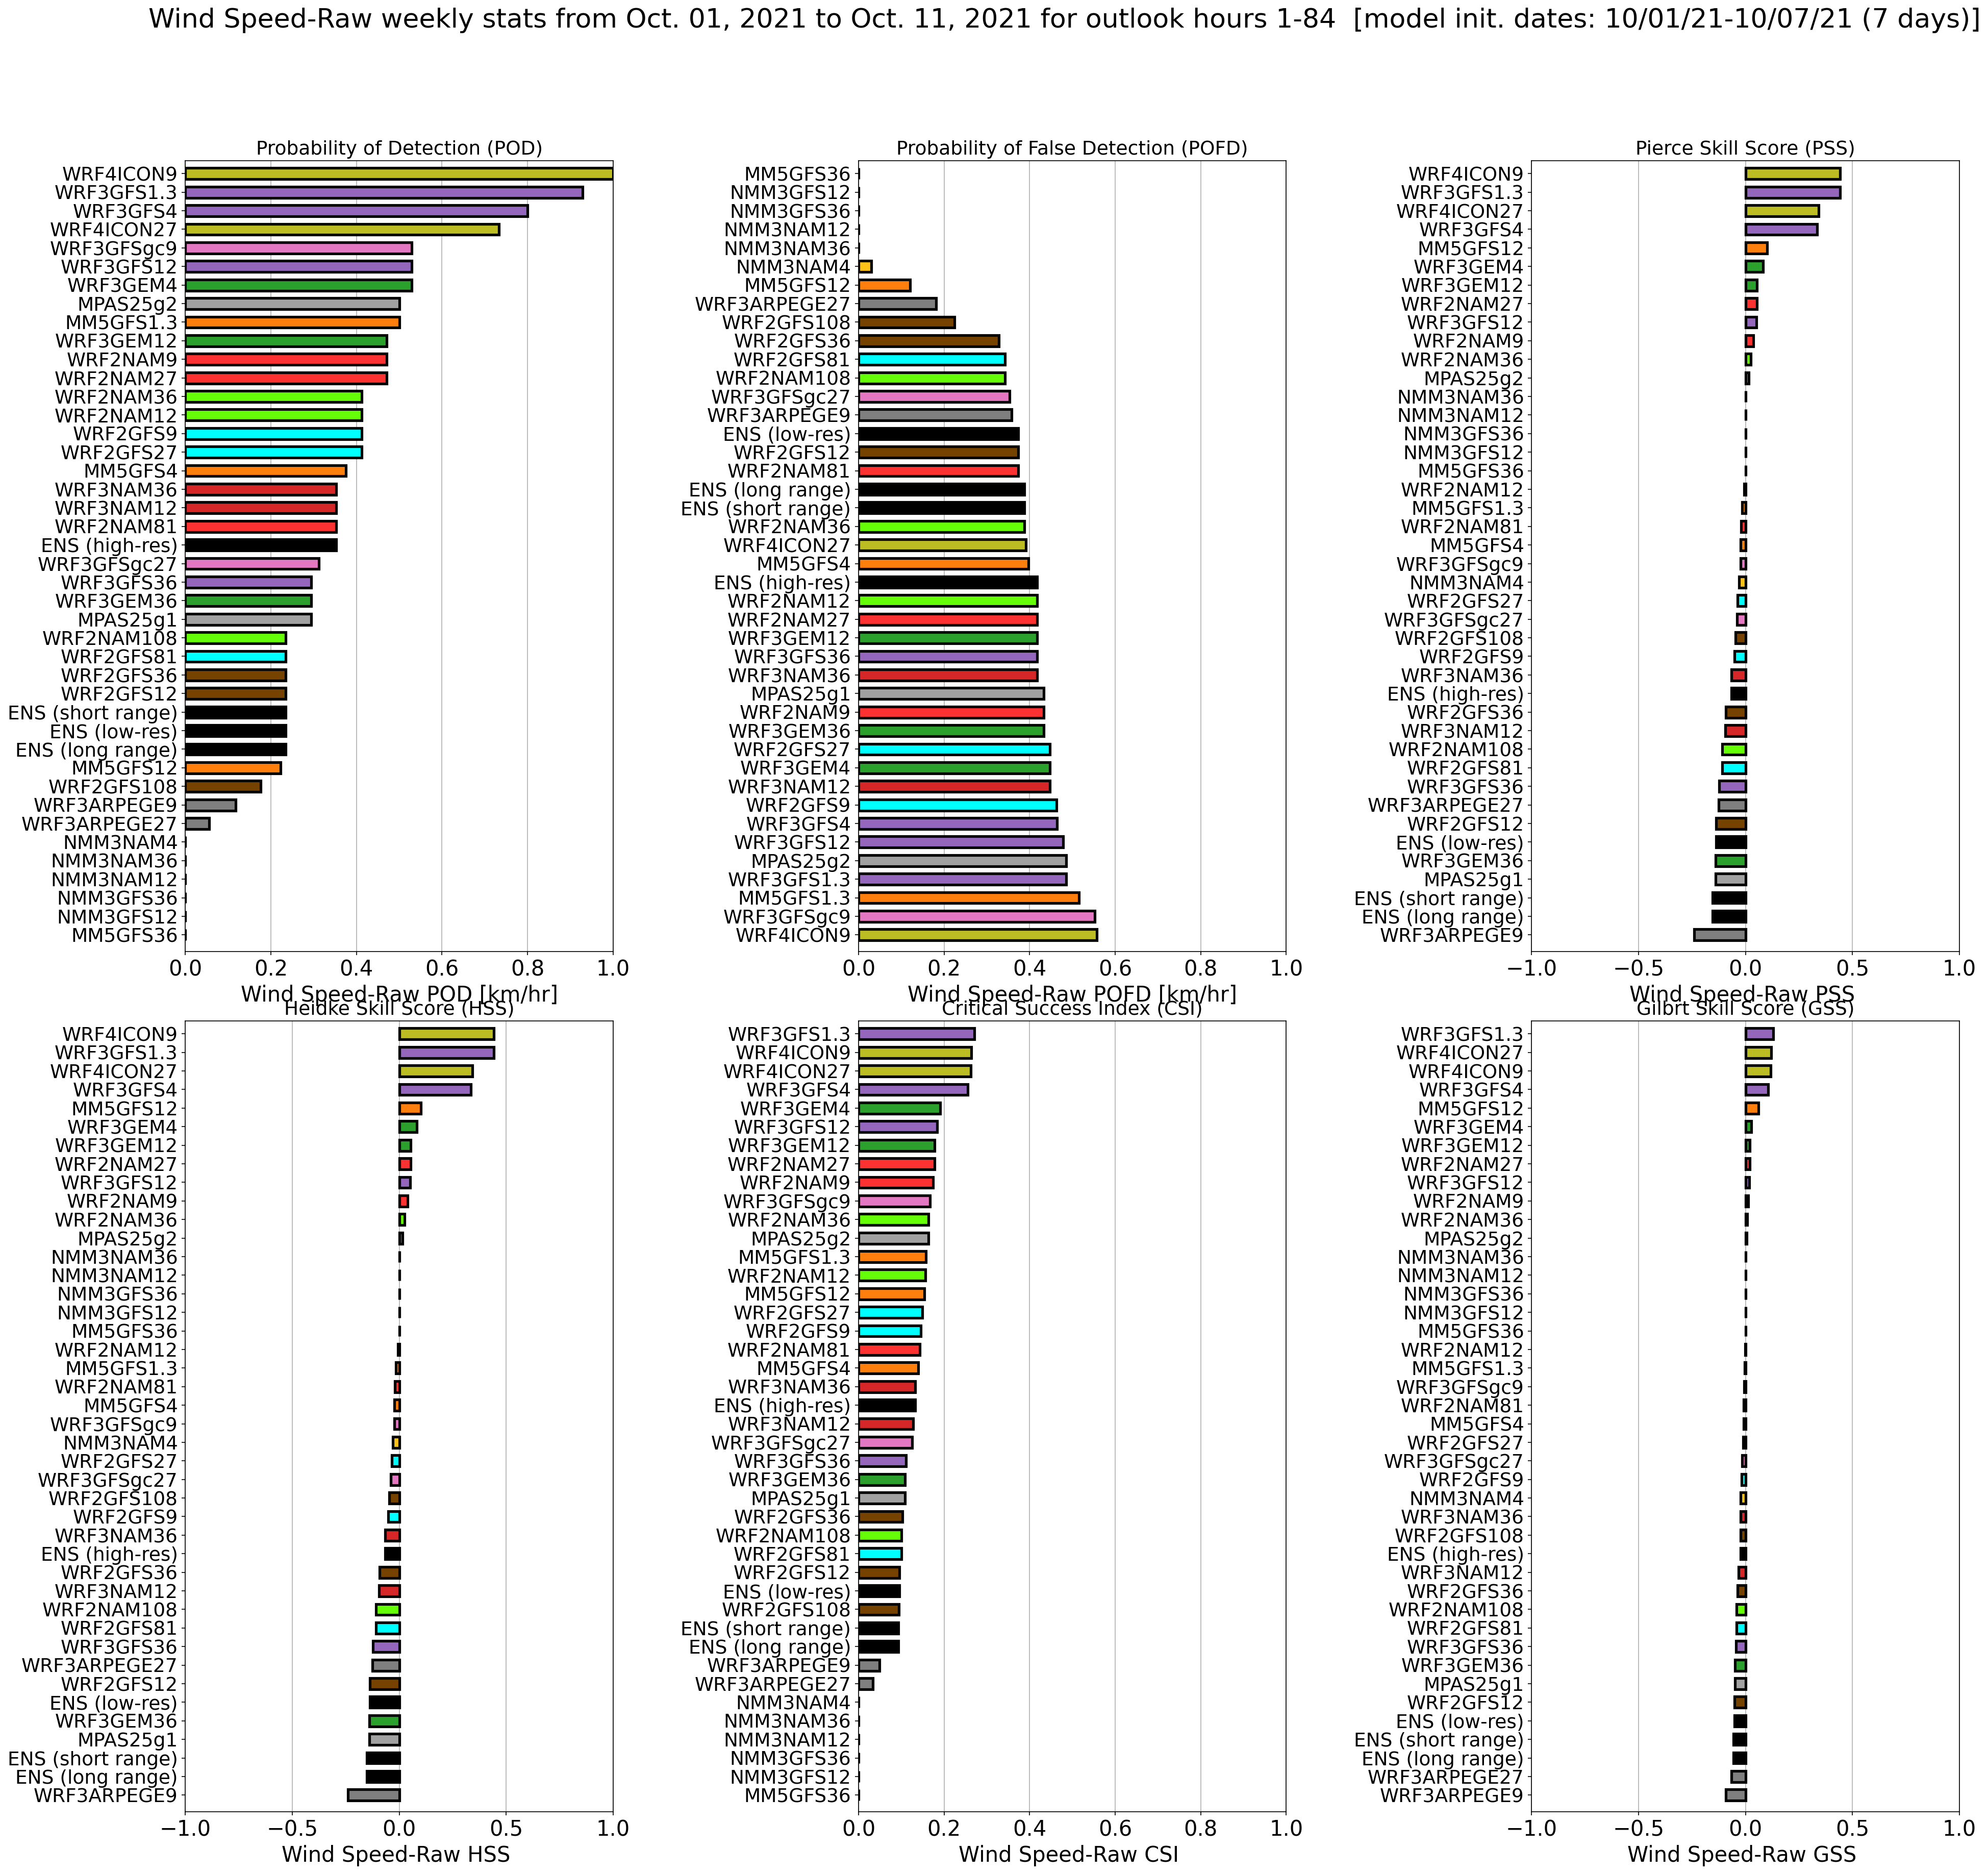 Wind Speed-Raw weekly stats from Oct. 01, 2021 to Oct. 11, 2021 for outlook hours 1-84  [model init. dates: 10/01/21-10/07/21 (7 days)]
Probability of Detection (POD)
WRF4ICON9
WRF3GFS1.3
WRF3GFS4
WRF4ICON27
WRF3GFSgc9
WRF3GFS12
WRF3GEM4
MPAS25g2
MM5GFS1.3
WRF3GEM12
WRF2NAM9
WRF2NAM27
WRF2NAM36
WRF2NAM12
WRF2GFS9
WRF2GFS27
MM5GFS4
WRF3NAM36
WRF3NAM12
WRF2NAM81
ENS (high-res)
WRF3GFSgc27
WRF3GFS36
WRF3GEM36
MPAS25g1
WRF2NAM108
WRF2GFS81
WRF2GFS36
WRF2GFS12
ENS (short range)
ENS (low-res)
ENS (long range)
MM5GFS12
WRF2GFS108
WRF3ARPEGE9
WRF3ARPEGE27
NMM3NAM4
NMM3NAM36
NMM3NAM12
NMM3GFS36
NMM3GFS12
MM5GFS36
0.0 0.2 0.4 0.6 0.8 1.0
Wind Speed-Raw POD [km/hr]
Probability of False Detection (POFD)
MM5GFS36
NMM3GFS12
NMM3GFS36
NMM3NAM12
NMM3NAM36
NMM3NAM4
MM5GFS12
WRF3ARPEGE27
WRF2GFS108
WRF2GFS36
WRF2GFS81
WRF2NAM108
WRF3GFSgc27
WRF3ARPEGE9
ENS (low-res)
WRF2GFS12
WRF2NAM81
ENS (long range)
ENS (short range)
WRF2NAM36
WRF4ICON27
MM5GFS4
ENS (high-res)
WRF2NAM12
WRF2NAM27
WRF3GEM12
WRF3GFS36
WRF3NAM36
MPAS25g1
WRF2NAM9
WRF3GEM36
WRF2GFS27
WRF3GEM4
WRF3NAM12
WRF2GFS9
WRF3GFS4
WRF3GFS12
MPAS25g2
WRF3GFS1.3
MM5GFS1.3
WRF3GFSgc9
WRF4ICON9
0.0 0.2 0.4 0.6 0.8 1.0
Wind Speed-Raw POFD [km/hr]
Pierce Skill Score (PSS)
WRF4ICON9
WRF3GFS1.3
WRF4ICON27
WRF3GFS4
MM5GFS12
WRF3GEM4
WRF3GEM12
WRF2NAM27
WRF3GFS12
WRF2NAM9
WRF2NAM36
MPAS25g2
NMM3NAM36
NMM3NAM12
NMM3GFS36
NMM3GFS12
MM5GFS36
WRF2NAM12
MM5GFS1.3
WRF2NAM81
MM5GFS4
WRF3GFSgc9
NMM3NAM4
WRF2GFS27
WRF3GFSgc27
WRF2GFS108
WRF2GFS9
WRF3NAM36
ENS (high-res)
WRF2GFS36
WRF3NAM12
WRF2NAM108
WRF2GFS81
WRF3GFS36
WRF3ARPEGE27
WRF2GFS12
ENS (low-res)
WRF3GEM36
MPAS25g1
ENS (short range)
ENS (long range)
WRF3ARPEGE9
−1.0 −0.5 0.0 0.5 1.0
Wind Speed-Raw PSS
Heidke Skill Score (HSS)
WRF4ICON9
WRF3GFS1.3
WRF4ICON27
WRF3GFS4
MM5GFS12
WRF3GEM4
WRF3GEM12
WRF2NAM27
WRF3GFS12
WRF2NAM9
WRF2NAM36
MPAS25g2
NMM3NAM36
NMM3NAM12
NMM3GFS36
NMM3GFS12
MM5GFS36
WRF2NAM12
MM5GFS1.3
WRF2NAM81
MM5GFS4
WRF3GFSgc9
NMM3NAM4
WRF2GFS27
WRF3GFSgc27
WRF2GFS108
WRF2GFS9
WRF3NAM36
ENS (high-res)
WRF2GFS36
WRF3NAM12
WRF2NAM108
WRF2GFS81
WRF3GFS36
WRF3ARPEGE27
WRF2GFS12
ENS (low-res)
WRF3GEM36
MPAS25g1
ENS (short range)
ENS (long range)
WRF3ARPEGE9
−1.0 −0.5 0.0 0.5 1.0
Wind Speed-Raw HSS
Critical Success Index (CSI)
WRF3GFS1.3
WRF4ICON9
WRF4ICON27
WRF3GFS4
WRF3GEM4
WRF3GFS12
WRF3GEM12
WRF2NAM27
WRF2NAM9
WRF3GFSgc9
WRF2NAM36
MPAS25g2
MM5GFS1.3
WRF2NAM12
MM5GFS12
WRF2GFS27
WRF2GFS9
WRF2NAM81
MM5GFS4
WRF3NAM36
ENS (high-res)
WRF3NAM12
WRF3GFSgc27
WRF3GFS36
WRF3GEM36
MPAS25g1
WRF2GFS36
WRF2NAM108
WRF2GFS81
WRF2GFS12
ENS (low-res)
WRF2GFS108
ENS (short range)
ENS (long range)
WRF3ARPEGE9
WRF3ARPEGE27
NMM3NAM4
NMM3NAM36
NMM3NAM12
NMM3GFS36
NMM3GFS12
MM5GFS36
0.0 0.2 0.4 0.6 0.8 1.0
Wind Speed-Raw CSI
Gilbrt Skill Score (GSS)
WRF3GFS1.3
WRF4ICON27
WRF4ICON9
WRF3GFS4
MM5GFS12
WRF3GEM4
WRF3GEM12
WRF2NAM27
WRF3GFS12
WRF2NAM9
WRF2NAM36
MPAS25g2
NMM3NAM36
NMM3NAM12
NMM3GFS36
NMM3GFS12
MM5GFS36
WRF2NAM12
MM5GFS1.3
WRF3GFSgc9
WRF2NAM81
MM5GFS4
WRF2GFS27
WRF3GFSgc27
WRF2GFS9
NMM3NAM4
WRF3NAM36
WRF2GFS108
ENS (high-res)
WRF3NAM12
WRF2GFS36
WRF2NAM108
WRF2GFS81
WRF3GFS36
WRF3GEM36
MPAS25g1
WRF2GFS12
ENS (low-res)
ENS (short range)
ENS (long range)
WRF3ARPEGE27
WRF3ARPEGE9
−1.0 −0.5 0.0 0.5 1.0
Wind Speed-Raw GSS